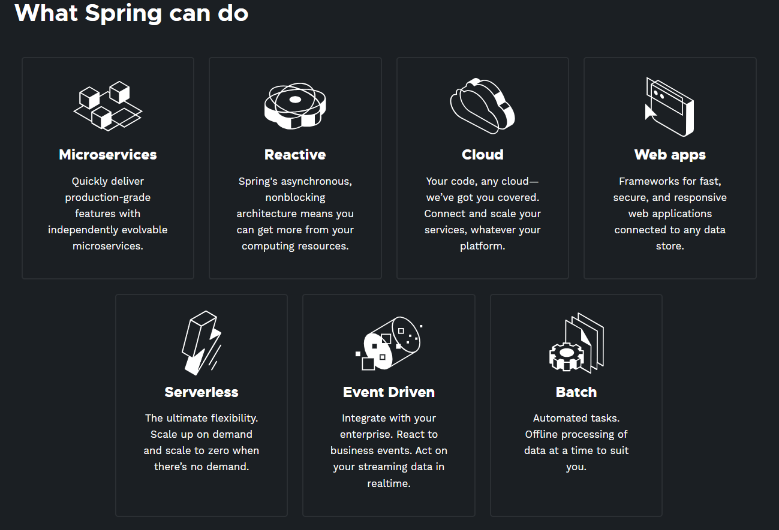 What Spring can do
Microservices
Quickly deliver
production-grade
features with
independently evolvable
microservices.
Reactive
Spring's asynchronous,
nonblocking
architecture means you
can get more from your
computing resources.
Cloud
Your code, any cloud—
we've got you covered.
Connect and scale your
services, whatever your
platform.
Web apps
Frameworks for fast,
secure, and responsive
web applications
connected to any data
store.
Serverless
The ultimate flexibility.
Scale up on demand
and scale to zero when
there's no demand.
Event Driven
Integrate with your
enterprise. React to
business events. Act on
your streaming data in
realtime.
Batch
Automated tasks.
Offline processing of
data at a time to suit
you.